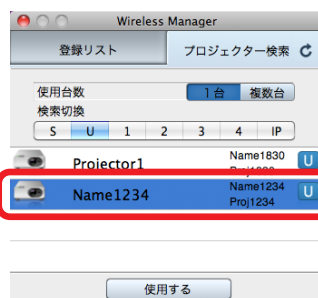 Wireless Manager
登録リスト プロジェクター検索
使用台数 1台 複数台
検索切換
S U 1 2 3 4 IP
Projector1 Name1830 U
Name1234 Name1234 U
Proj1234
使用する